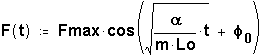 F(t) := Fmax·cos(√(α/(m·Lo)·t) + ϕ₀)